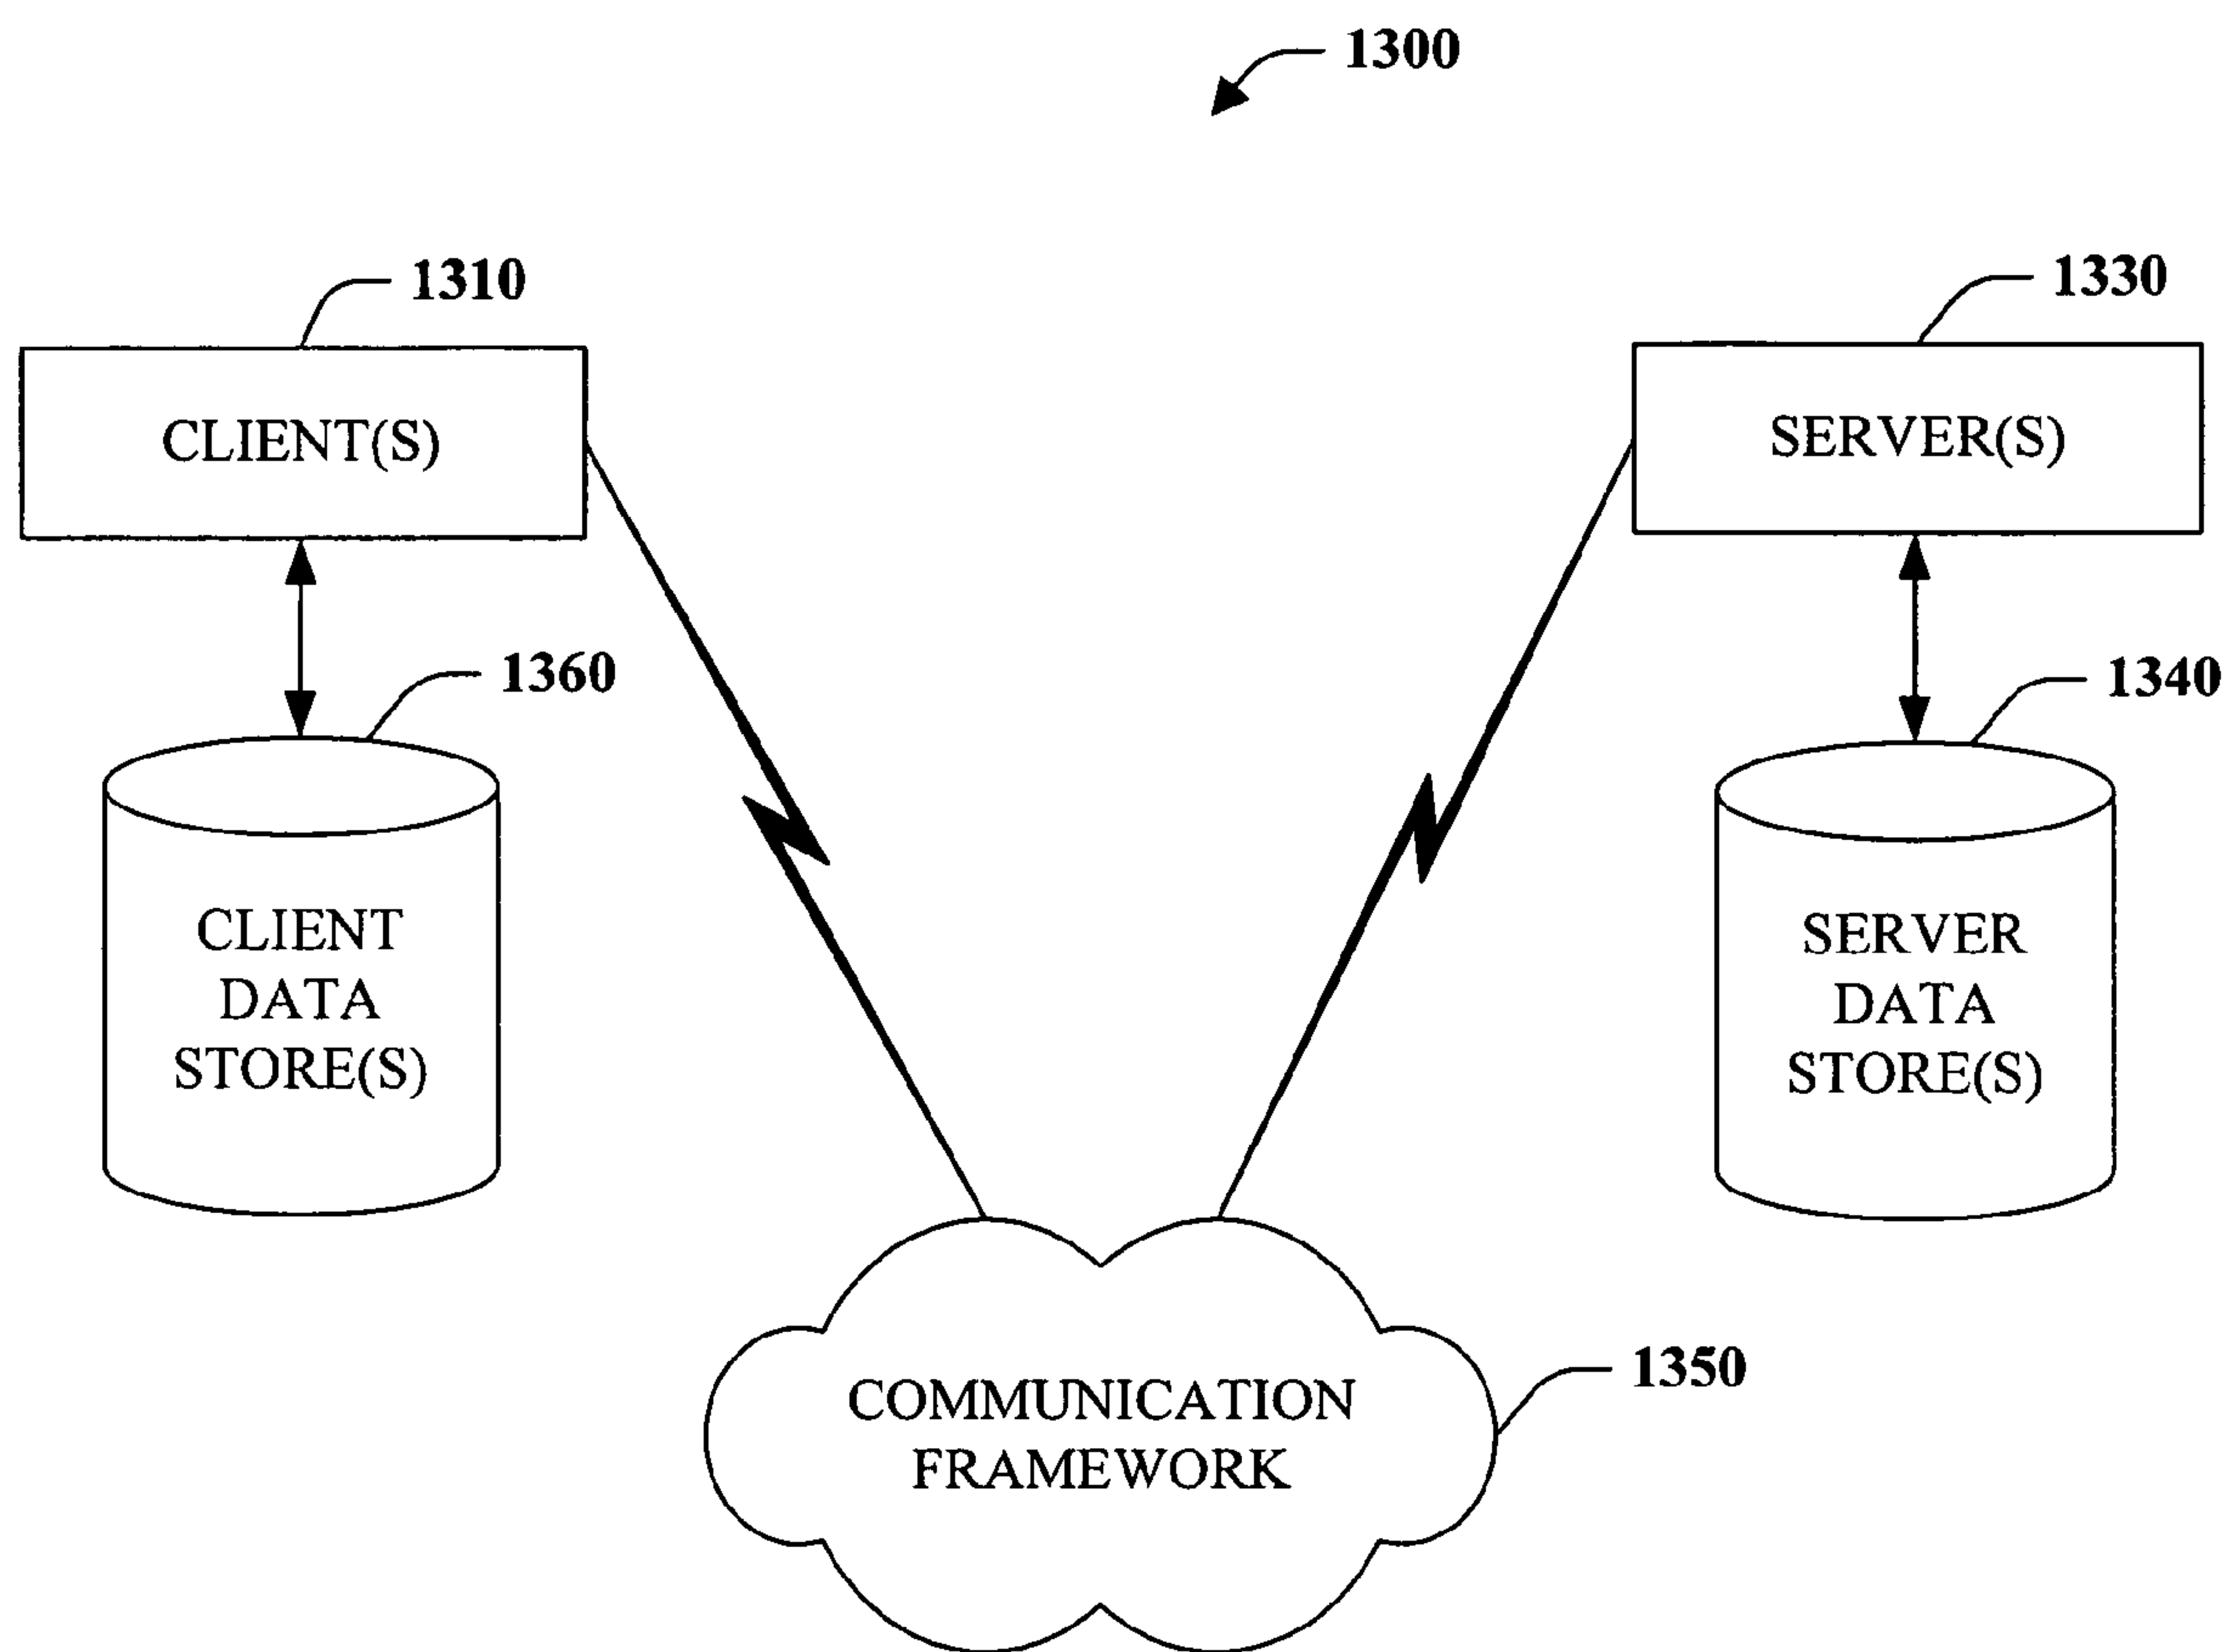 1300
1310
1330
CLIENT(S)
SERVER(S)
1360
1340
CLIENT
DATA
STORE(S)
SERVER
DATA
STORE(S)
1350
COMMUNICATION
FRAMEWORK